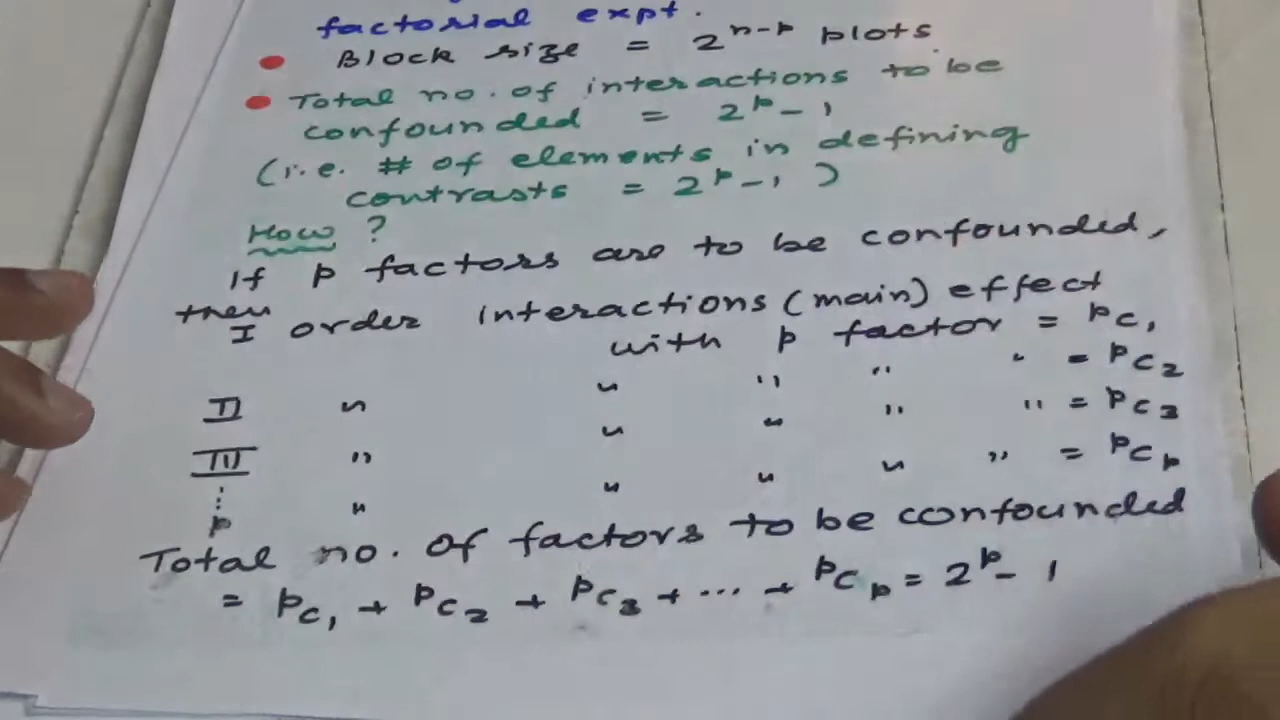 factorial expt.
• Block size = 2^{n-p} plots
• Total no. of interactions to be
confounded = 2^p - 1
(i.e. # of elements in defining
contrasts = 2^p - 1 )
How ?
If p factors are to be confounded,
then
I order interactions (main) effect
with p factor = pC₁
II " " " " " = pC₂
III " " " " " = pC₃
⋮
p " " " " " = pCₚ
Total no. of factors to be confounded
= pC₁ + pC₂ + pC₃ + ... + pCₚ = 2^p - 1